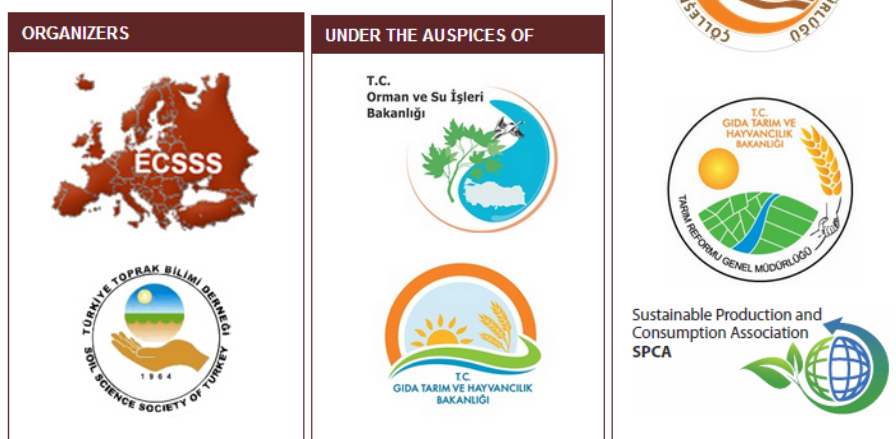 ORGANIZERS
ECSSS
TÜRKİYE TOPRAK BİLİMİ DERNEĞİ
1964
SOIL SCIENCE SOCIETY OF TURKEY
UNDER THE AUSPICES OF
T.C.
Orman ve Su İşleri
Bakanlığı
T.C.
GIDA TARIM VE HAYVANCILIK
BAKANLIĞI
T.C.
GIDA TARIM VE
HAYVANCILIK
BAKANLIĞI
TARIM REFORMU GENEL MÜDÜRLÜĞÜ
Sustainable Production and
Consumption Association
SPCA